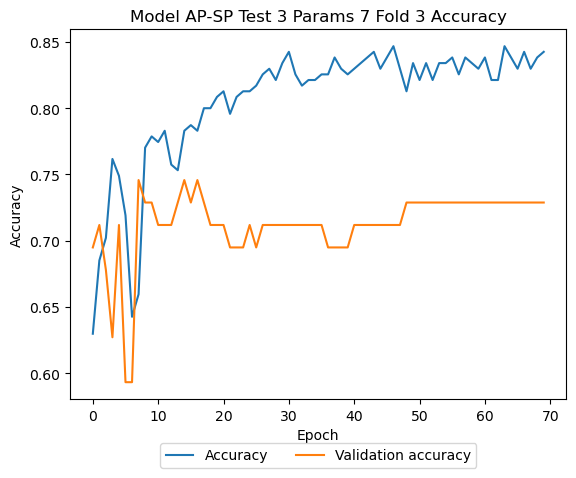 Model AP-SP Test 3 Params 7 Fold 3 Accuracy
0.85
0.80
0.75
0.70
0.65
0.60
Accuracy
0 10 20 30 40 50 60 70
Epoch
Accuracy Validation accuracy